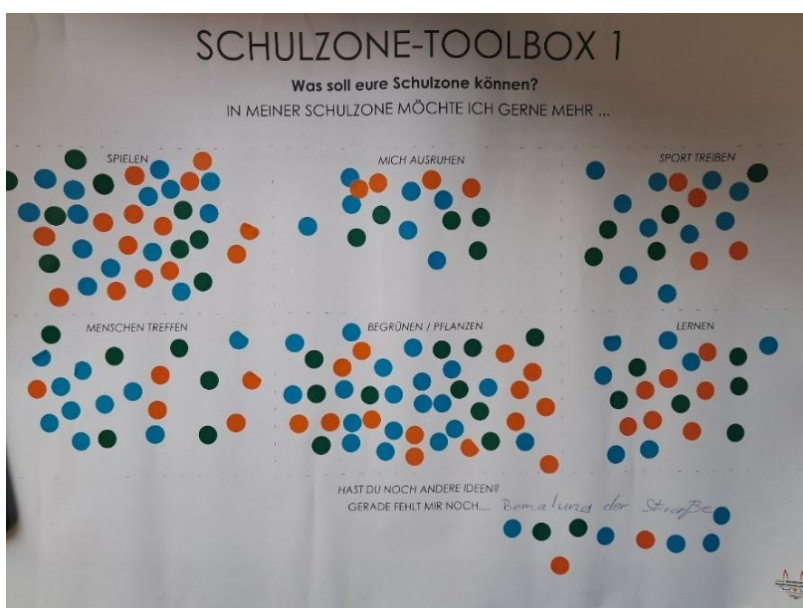 SCHULZONE-TOOLBOX 1
Was soll eure Schulzone können?
IN MEINER SCHULZONE MÖCHTE ICH GERNE MEHR ...
SPIELEN
MICH AUSRUHEN
SPORT TREIBEN
MENSCHEN TREFFEN
BEGRÜNEN / PFLANZEN
LERNEN
HAST DU NOCH ANDERE IDEEN?
GERADE FEHLT MIR NOCH.... Bemalung der Straße